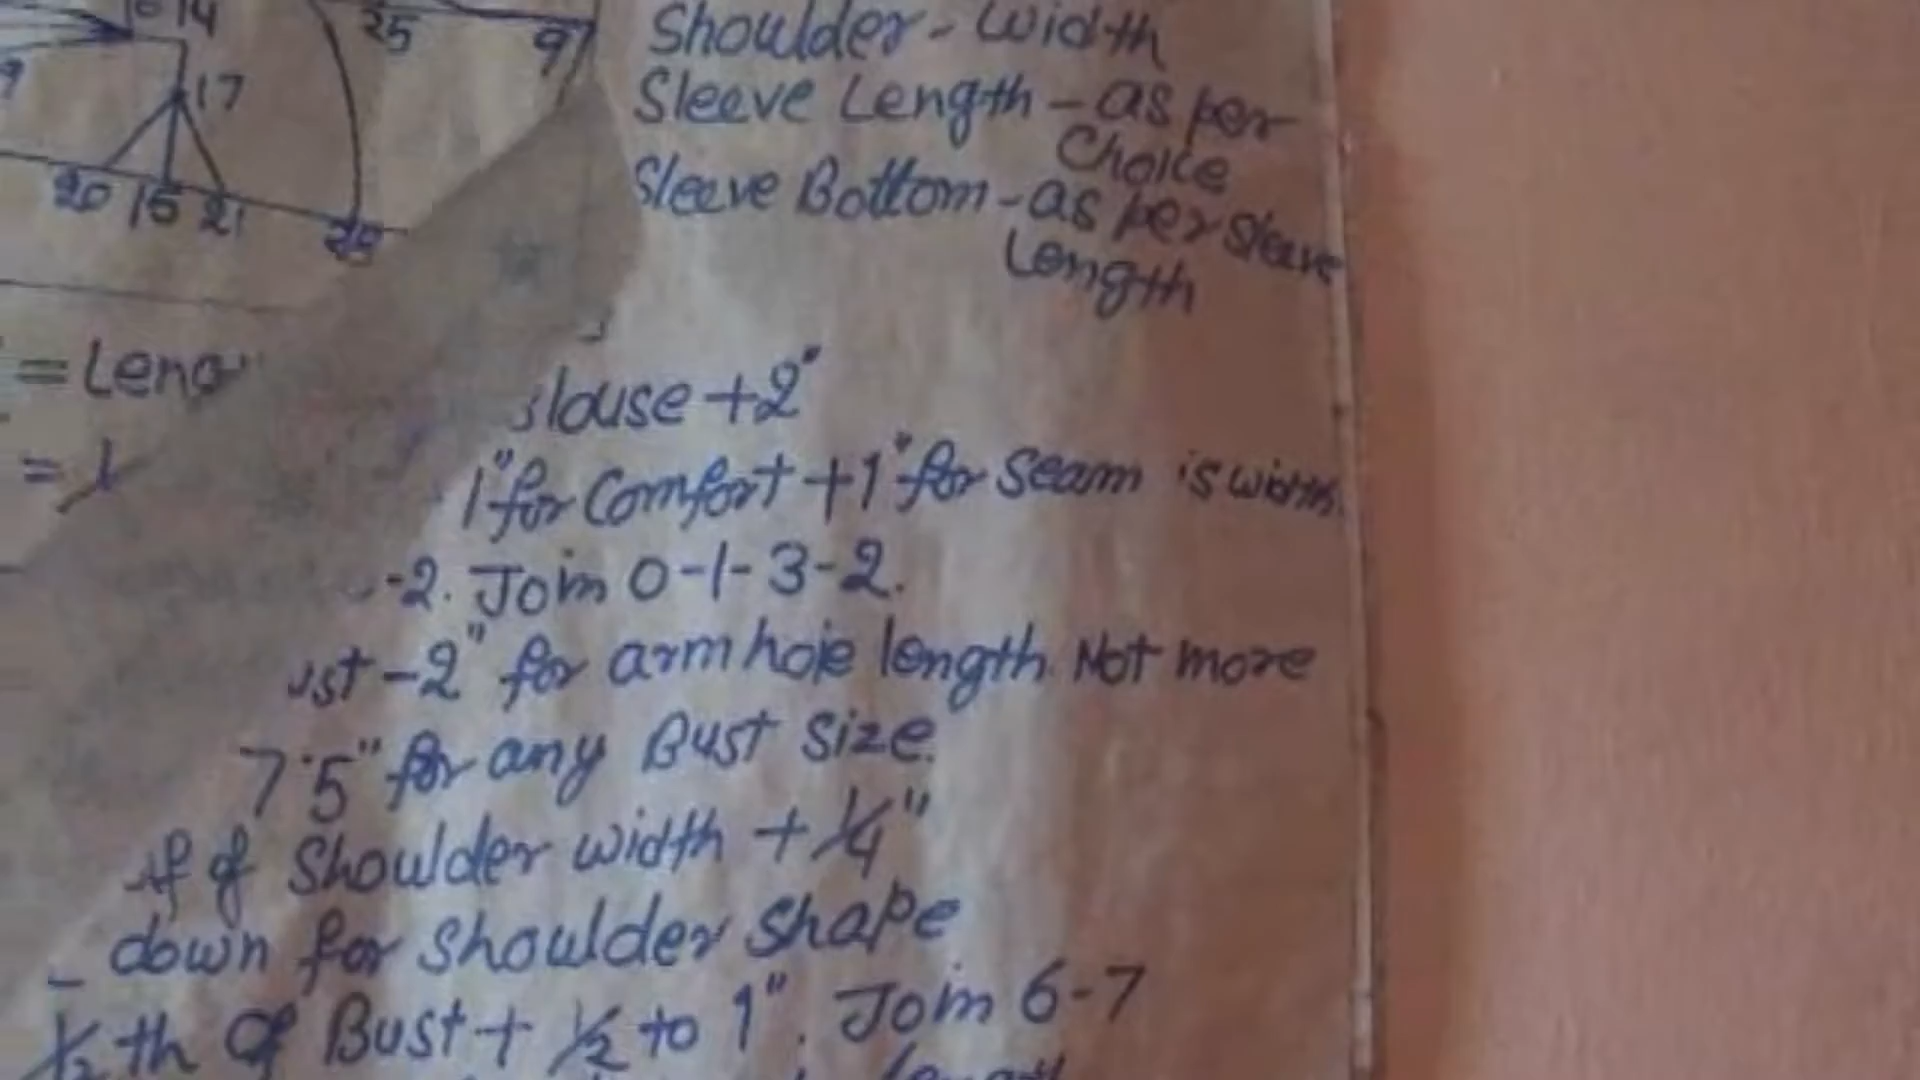 14
25
9
17
20 15 21
Shoulder - Width
Sleeve Length - as per
Choice
Sleeve Bottom - as per Sleeve
Length
= Leng
louse +2"
1" for Comfort +1" for Seam is width.
-2. Join 0-1-3-2.
ust -2" for armhole length. Not more
7.5" for any Bust Size.
lf of Shoulder width + 1/4"
down for Shoulder Shape
th of Bust + 1/2 to 1". Join 6-7
length